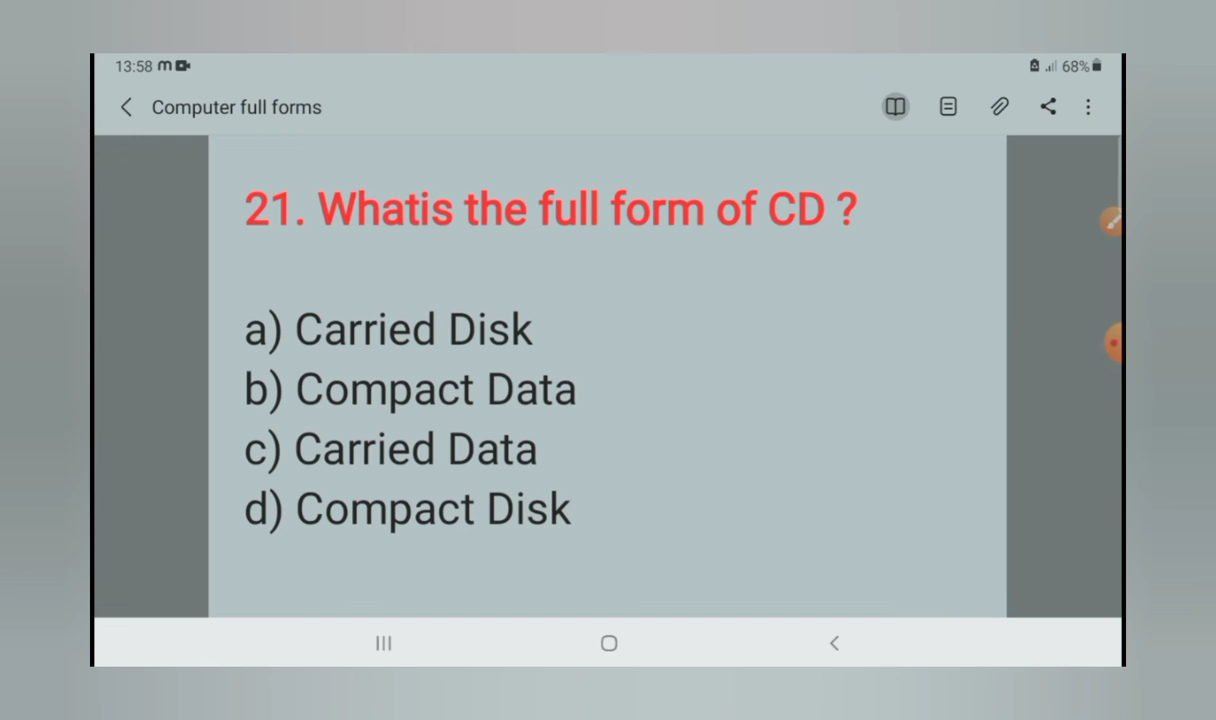 13:58 68%
Computer full forms
21. Whatis the full form of CD ?
a) Carried Disk
b) Compact Data
c) Carried Data
d) Compact Disk